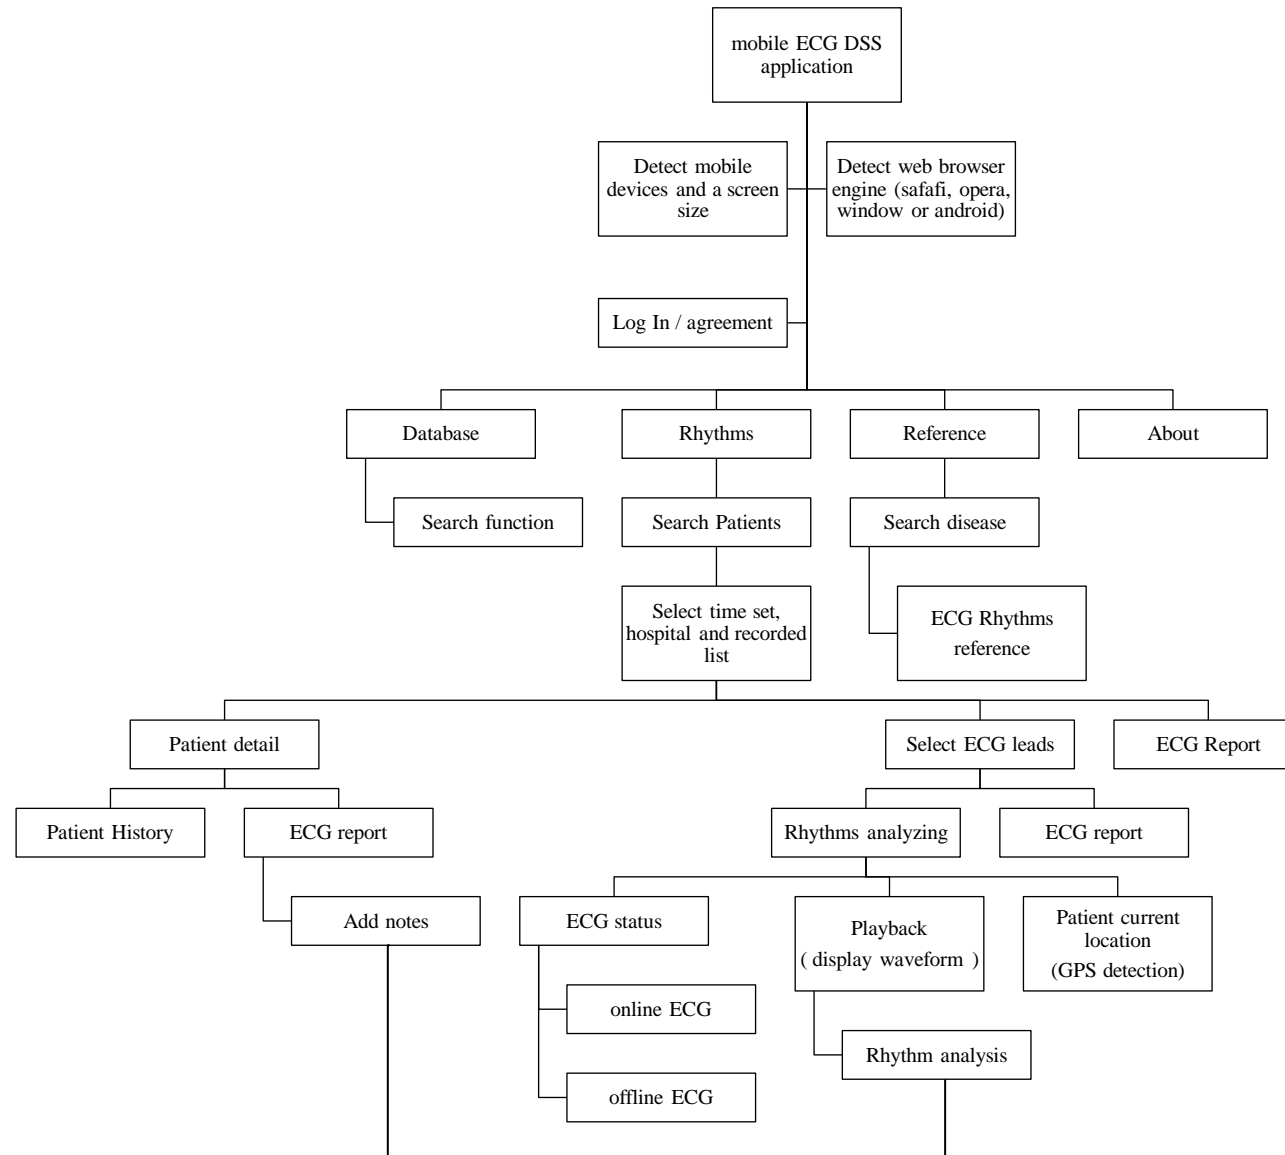 mobile ECG DSS
application
Detect mobile
devices and a screen
size
Detect web browser
engine (safafi, opera,
window or android)
Log In / agreement
Database
Rhythms
Reference
About
Search function
Search Patients
Search disease
Select time set,
hospital and recorded
list
ECG Rhythms
reference
Patient detail
Select ECG leads
ECG Report
Patient History
ECG report
Rhythms analyzing
ECG report
Add notes
ECG status
Playback
( display waveform )
Patient current
location
(GPS detection)
online ECG
Rhythm analysis
offline ECG